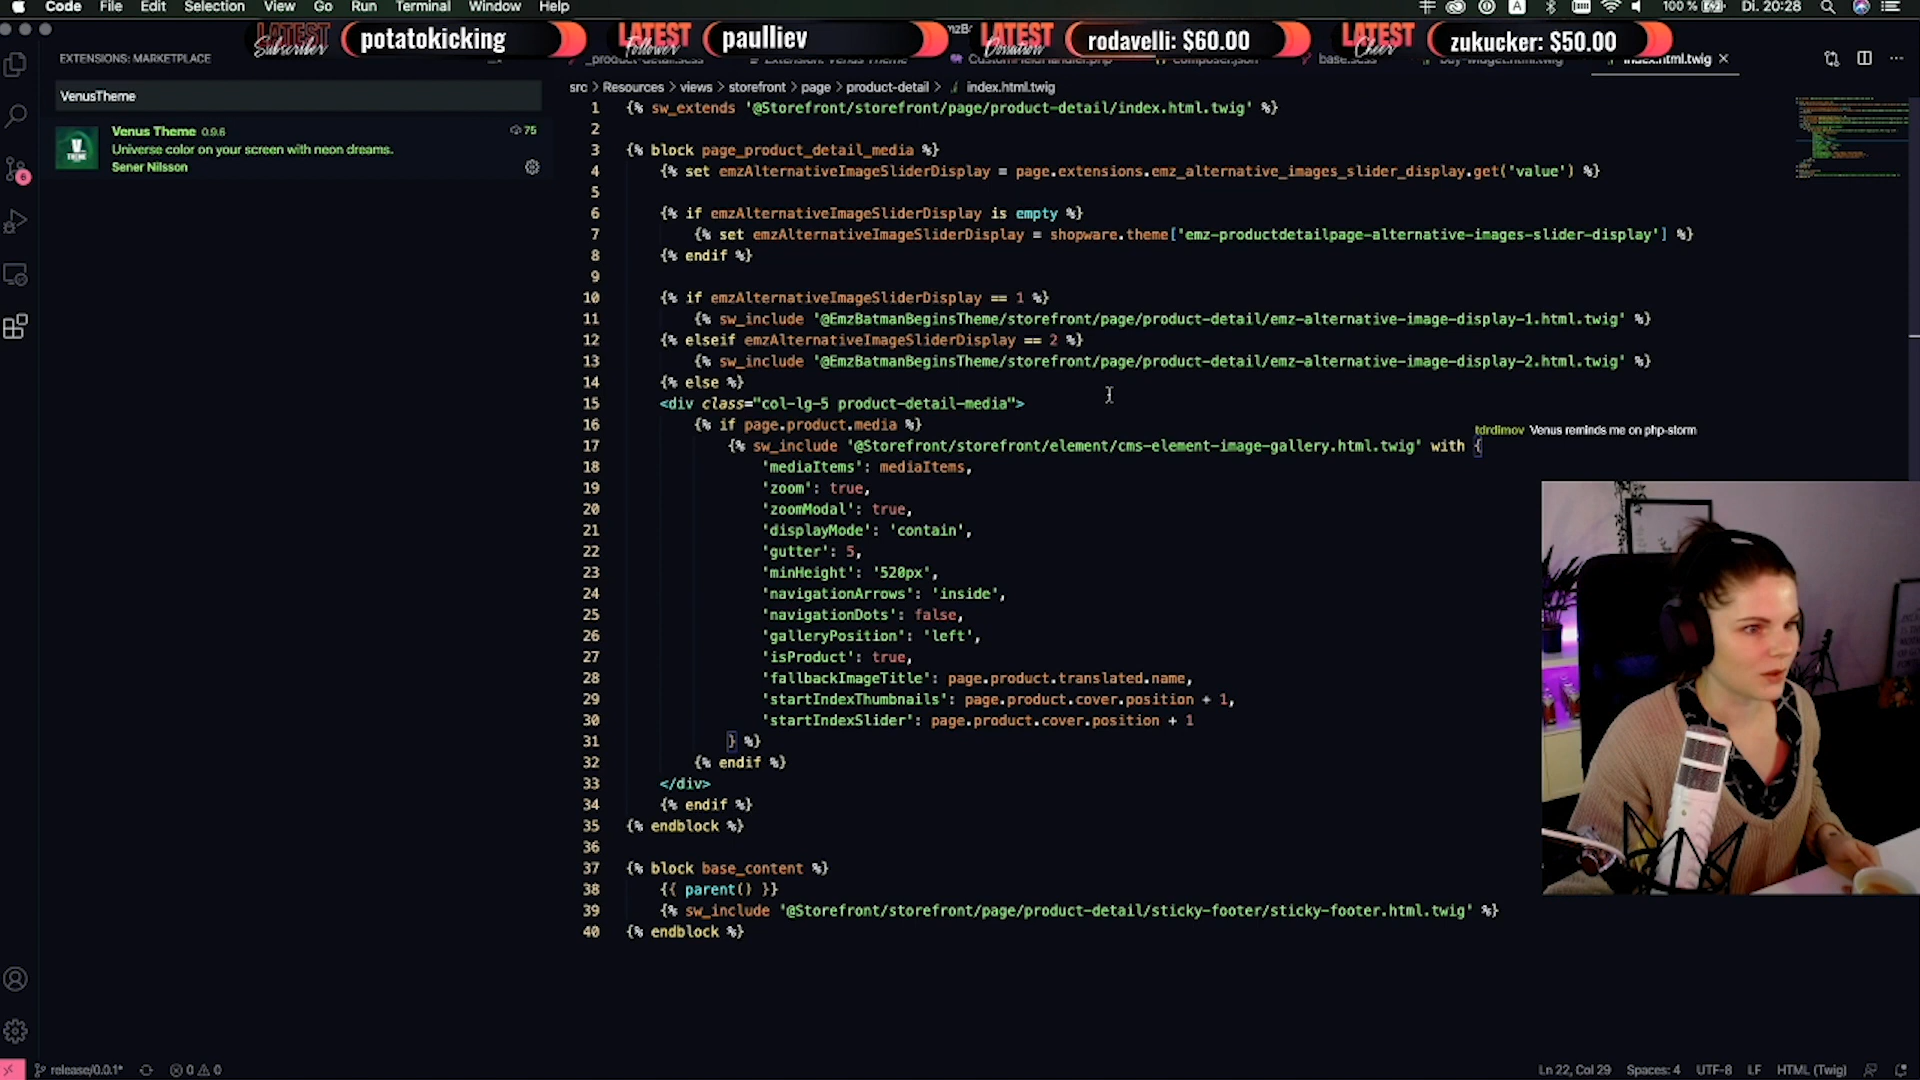 Code File Edit Selection View Go Run Terminal Window Help
A 100 % Di. 20:28
LATEST Subscriber potatokicking LATEST Follower paulliev LATEST Donation rodavelli: $60.00 LATEST Cheer zukucker: $50.00
EXTENSIONS: MARKETPLACE
index.html.twig
VenusTheme
Venus Theme 0.9.6 75
Universe color on your screen with neon dreams.
Sener Nilsson
6
src > Resources > views > storefront > page > product-detail > index.html.twig
1 {% sw_extends '@Storefront/storefront/page/product-detail/index.html.twig' %}
2
3 {% block page_product_detail_media %}
4 {% set emzAlternativeImageSliderDisplay = page.extensions.emz_alternative_images_slider_display.get('value') %}
5
6 {% if emzAlternativeImageSliderDisplay is empty %}
7 {% set emzAlternativeImageSliderDisplay = shopware.theme['emz-productdetailpage-alternative-images-slider-display'] %}
8 {% endif %}
9
10 {% if emzAlternativeImageSliderDisplay == 1 %}
11 {% sw_include '@EmzBatmanBeginsTheme/storefront/page/product-detail/emz-alternative-image-display-1.html.twig' %}
12 {% elseif emzAlternativeImageSliderDisplay == 2 %}
13 {% sw_include '@EmzBatmanBeginsTheme/storefront/page/product-detail/emz-alternative-image-display-2.html.twig' %}
14 {% else %}
15 <div class="col-lg-5 product-detail-media">
16 {% if page.product.media %}
17 {% sw_include '@Storefront/storefront/element/cms-element-image-gallery.html.twig' with {
18 'mediaItems': mediaItems,
19 'zoom': true,
20 'zoomModal': true,
21 'displayMode': 'contain',
22 'gutter': 5,
23 'minHeight': '520px',
24 'navigationArrows': 'inside',
25 'navigationDots': false,
26 'galleryPosition': 'left',
27 'isProduct': true,
28 'fallbackImageTitle': page.product.translated.name,
29 'startIndexThumbnails': page.product.cover.position + 1,
30 'startIndexSlider': page.product.cover.position + 1
31 } %}
32 {% endif %}
33 </div>
34 {% endif %}
35 {% endblock %}
36
37 {% block base_content %}
38 {{ parent() }}
39 {% sw_include '@Storefront/storefront/page/product-detail/sticky-footer/sticky-footer.html.twig' %}
40 {% endblock %}
tdrdimov Venus reminds me on php-storm
release/0.0.1* 0 0 Ln 22, Col 29 Spaces: 4 UTF-8 LF HTML (Twig)